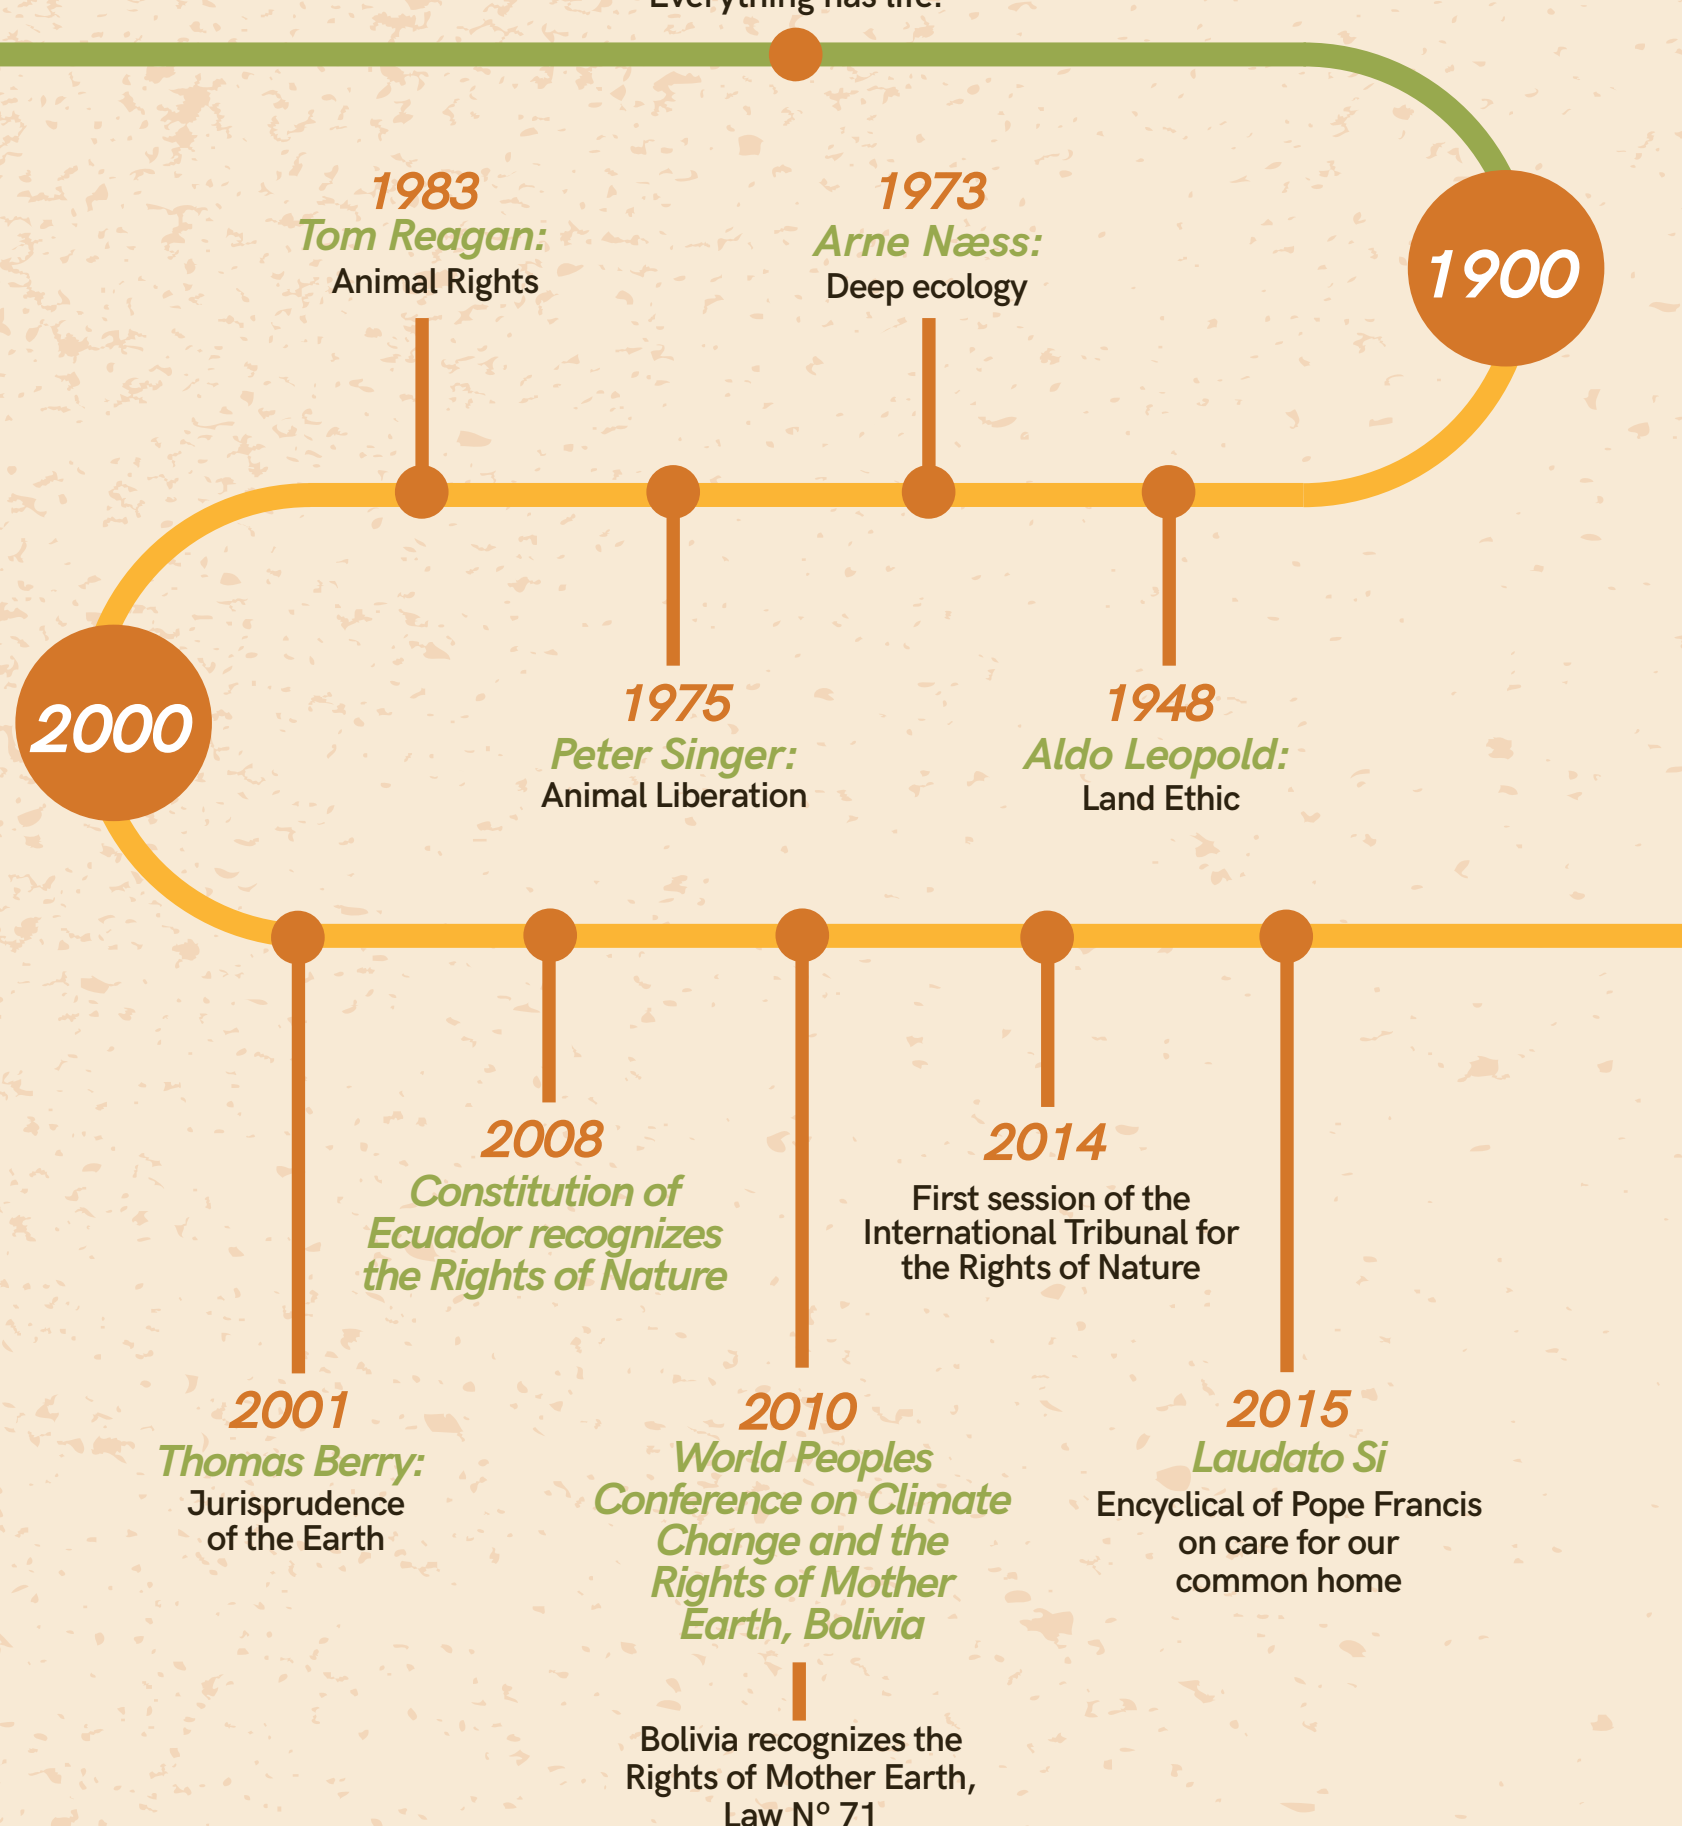 Everything has life.
1983
Tom Reagan:
Animal Rights
1973
Arne Næss:
Deep ecology
1900
2000
1975
Peter Singer:
Animal Liberation
1948
Aldo Leopold:
Land Ethic
2008
Constitution of
Ecuador recognizes
the Rights of Nature
2014
First session of the
International Tribunal for
the Rights of Nature
2001
Thomas Berry:
Jurisprudence
of the Earth
2010
World Peoples
Conference on Climate
Change and the
Rights of Mother
Earth, Bolivia
Bolivia recognizes the
Rights of Mother Earth,
Law Nº 71
2015
Laudato Si
Encyclical of Pope Francis
on care for our
common home